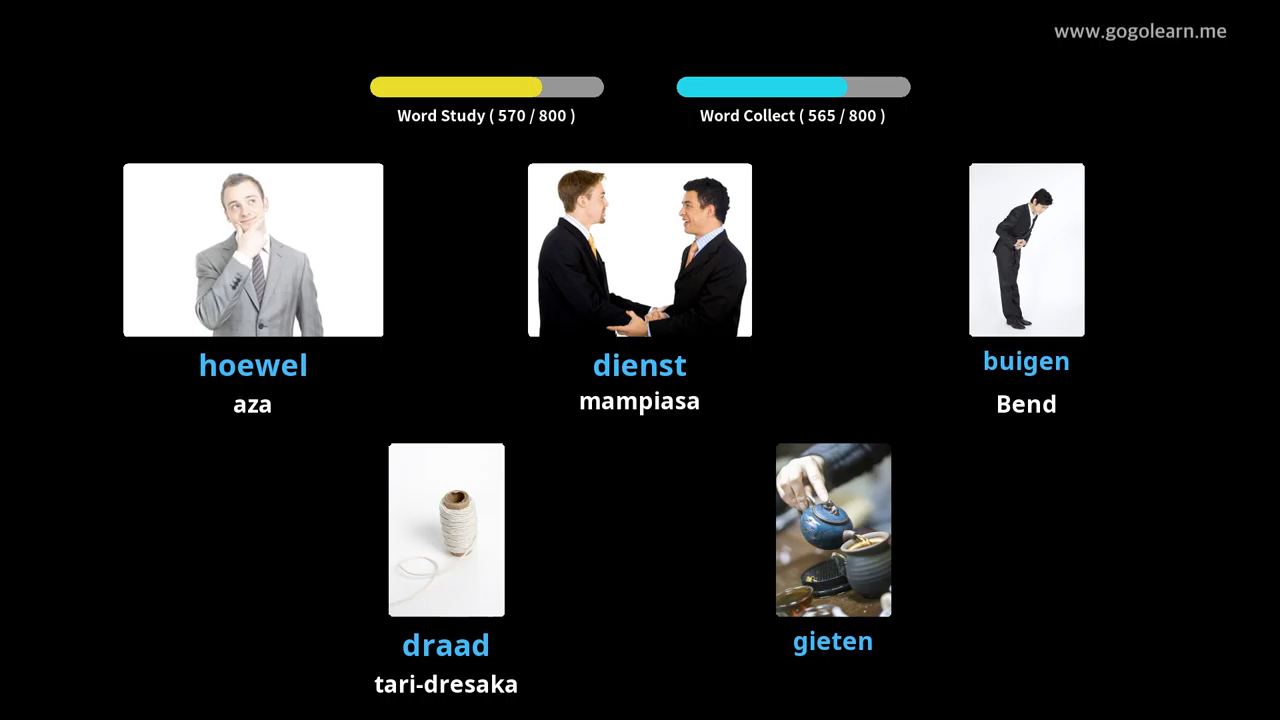 www.gogolearn.me
Word Study ( 570 / 800 )
Word Collect ( 565 / 800 )
hoewel
aza
dienst
mampiasa
buigen
Bend
draad
tari-dresaka
gieten